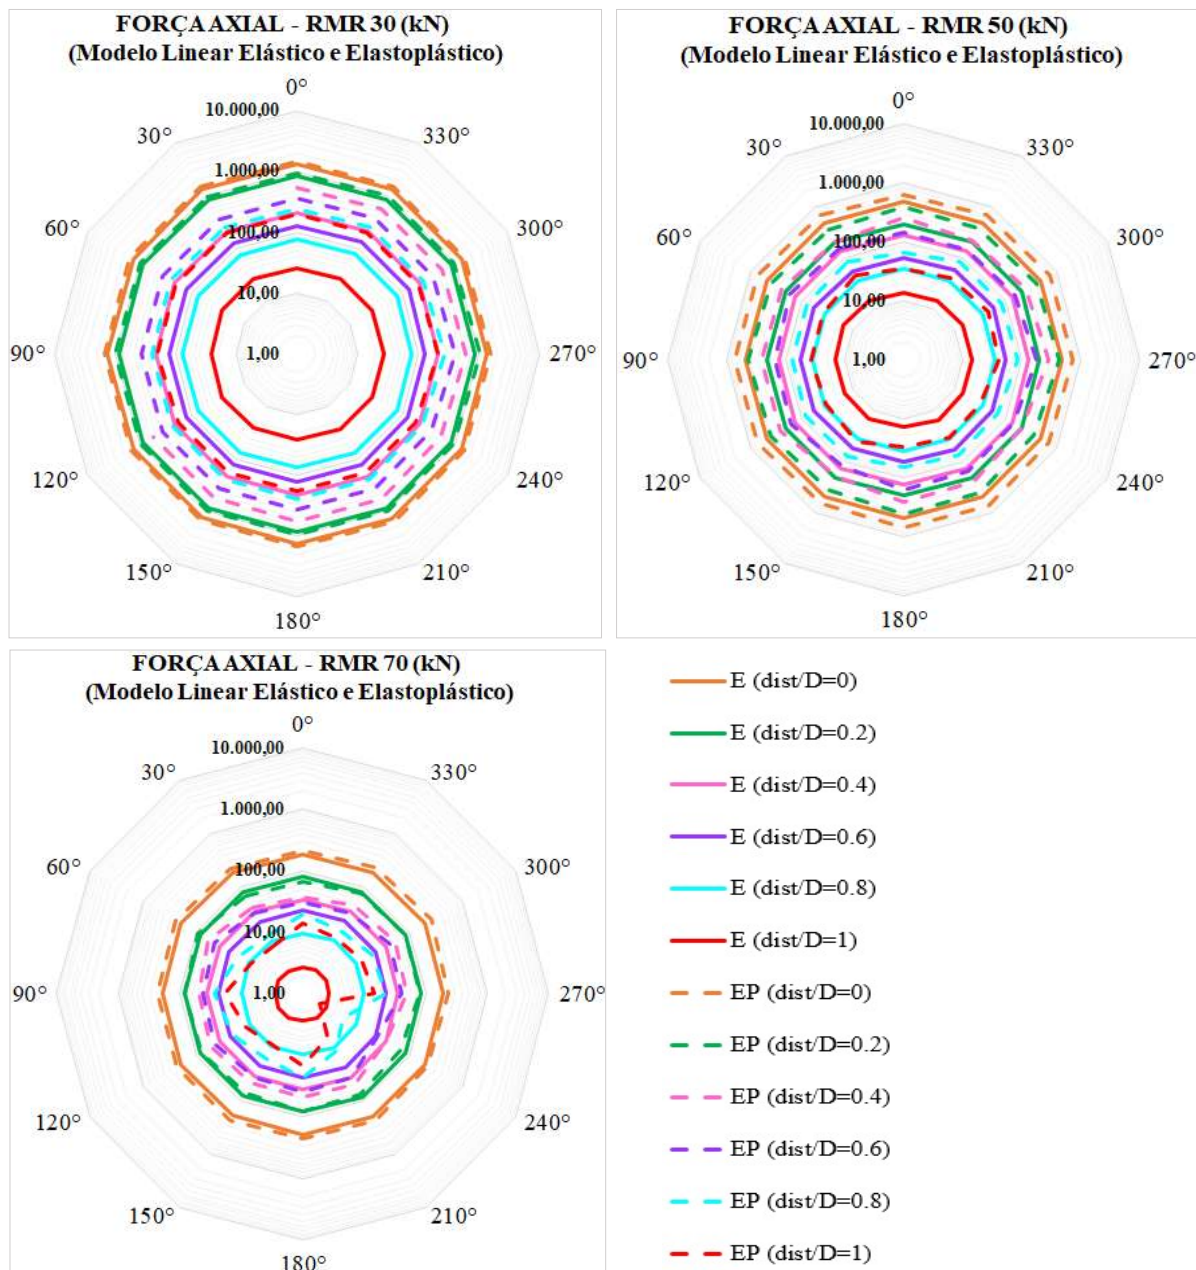 FORÇA AXIAL - RMR 30 (kN)
(Modelo Linear Elástico e Elastoplástico)
0°
10.000,00
30°
330°
1.000,00
60°
300°
100,00
10,00
90°
1,00
270°
120°
240°
150°
210°
180°
FORÇA AXIAL - RMR 50 (kN)
(Modelo Linear Elástico e Elastoplástico)
0°
10.000,00
30°
330°
1.000,00
60°
300°
100,00
10,00
90°
1,00
270°
120°
240°
150°
210°
180°
FORÇA AXIAL - RMR 70 (kN)
(Modelo Linear Elástico e Elastoplástico)
0°
10.000,00
30°
330°
1.000,00
60°
300°
100,00
10,00
90°
1,00
270°
120°
240°
150°
210°
180°
E (dist/D=0)
E (dist/D=0.2)
E (dist/D=0.4)
E (dist/D=0.6)
E (dist/D=0.8)
E (dist/D=1)
EP (dist/D=0)
EP (dist/D=0.2)
EP (dist/D=0.4)
EP (dist/D=0.6)
EP (dist/D=0.8)
EP (dist/D=1)